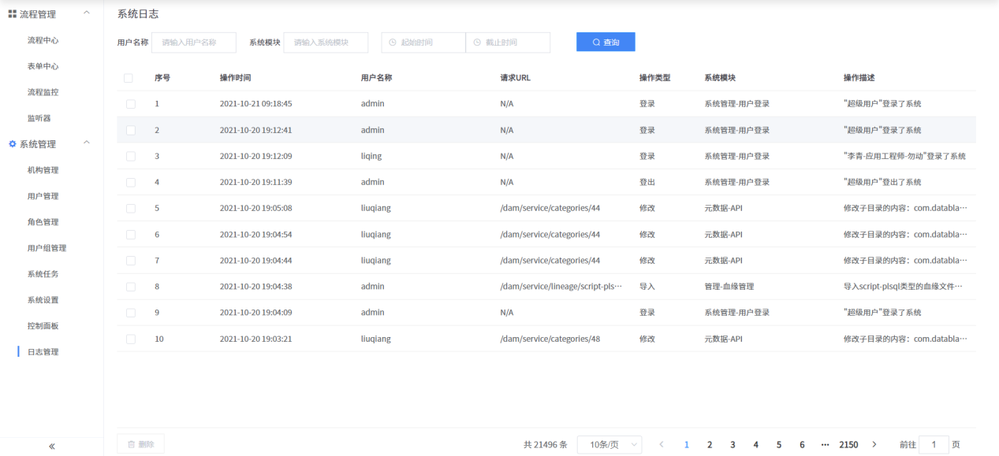 流程管理
流程中心
表单中心
流程监控
监听器
系统管理
机构管理
用户管理
角色管理
用户组管理
系统任务
系统设置
控制面板
日志管理
系统日志
用户名称 请输入用户名称 系统模块 请输入系统模块 起始时间 截止时间 查询
序号 操作时间 用户名称 请求URL 操作类型 系统模块 操作描述
1 2021-10-21 09:18:45 admin N/A 登录 系统管理-用户登录 "超级用户"登录了系统
2 2021-10-20 19:12:41 admin N/A 登录 系统管理-用户登录 "超级用户"登录了系统
3 2021-10-20 19:12:09 liqing N/A 登录 系统管理-用户登录 "李青-应用工程师-勿动"登录了系统
4 2021-10-20 19:11:39 admin N/A 登出 系统管理-用户登录 "超级用户"登出了系统
5 2021-10-20 19:05:08 liuqiang /dam/service/categories/44 修改 元数据-API 修改子目录的内容：com.databla…
6 2021-10-20 19:04:54 liuqiang /dam/service/categories/44 修改 元数据-API 修改子目录的内容：com.databla…
7 2021-10-20 19:04:44 liuqiang /dam/service/categories/44 修改 元数据-API 修改子目录的内容：com.databla…
8 2021-10-20 19:04:38 admin /dam/service/lineage/script-pls… 导入 管理-血缘管理 导入script-plsql类型的血缘文件…
9 2021-10-20 19:04:09 admin N/A 登录 系统管理-用户登录 "超级用户"登录了系统
10 2021-10-20 19:03:21 liuqiang /dam/service/categories/48 修改 元数据-API 修改子目录的内容：com.databla…
删除 共 21496 条 10条/页 1 2 3 4 5 6 … 2150 前往 1 页